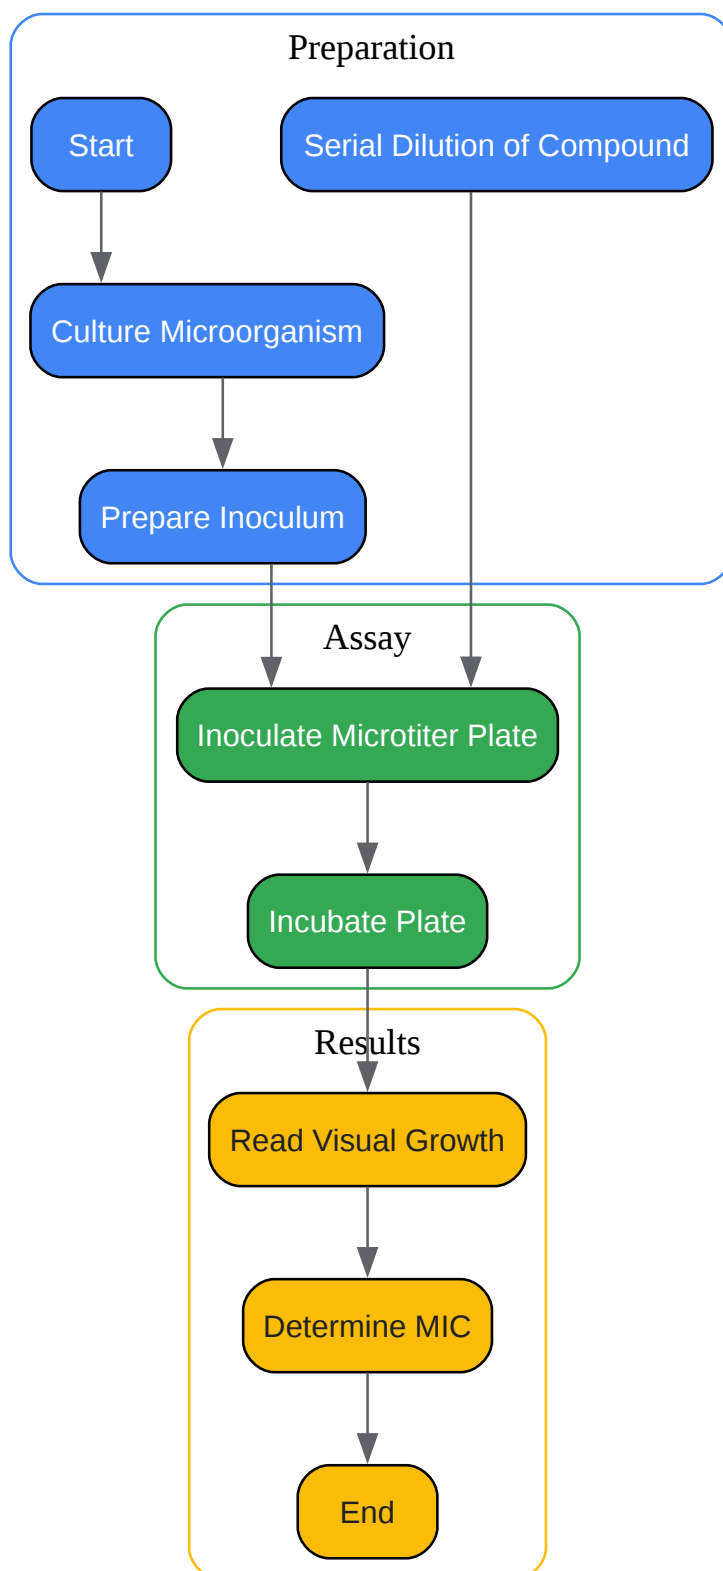 Preparation
Start
Serial Dilution of Compound
Culture Microorganism
Prepare Inoculum
Assay
Inoculate Microtiter Plate
Incubate Plate
Results
Read Visual Growth
Determine MIC
End